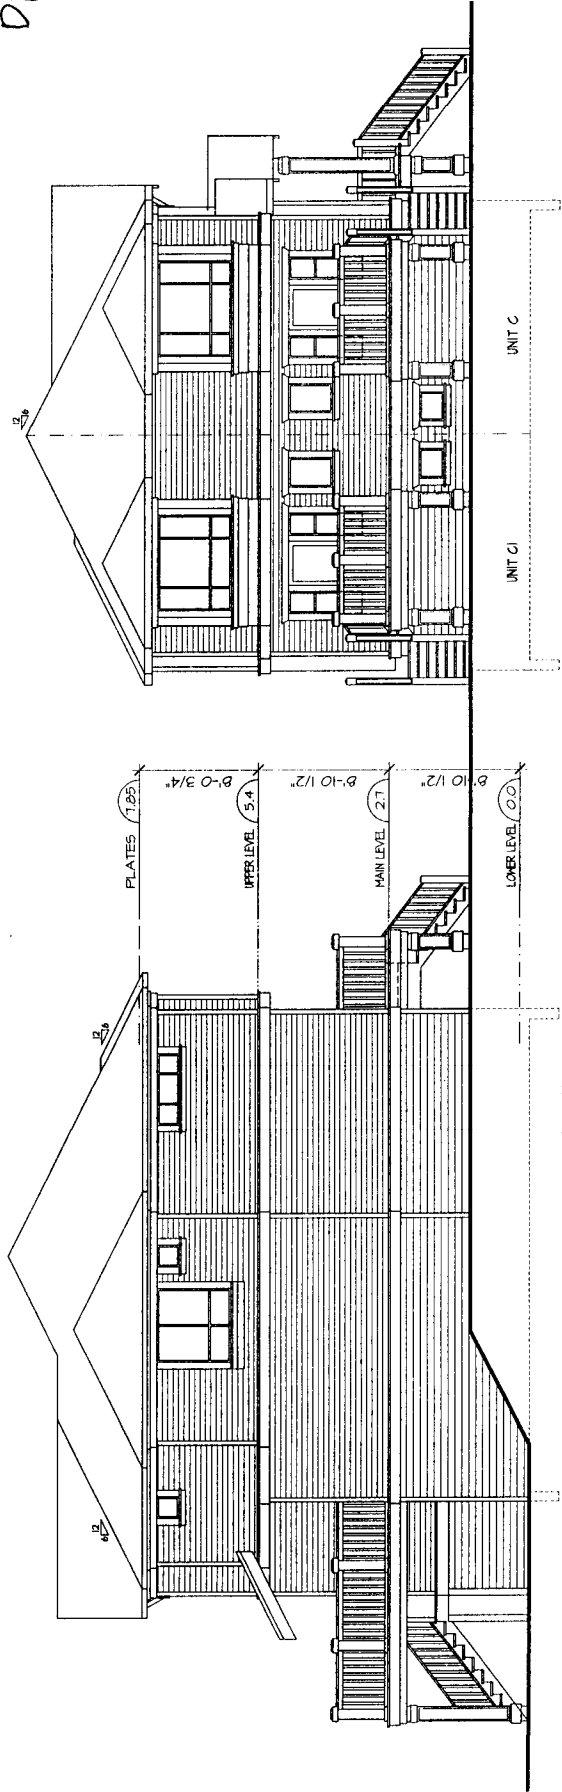 12
6
UNIT C1
UNIT C
12
6
12
6
PLATES
7.85
8'-0 3/4"
UPPER LEVEL
5.4
8'-10 1/2"
MAIN LEVEL
2.7
8'-10 1/2"
LOWER LEVEL
0.0